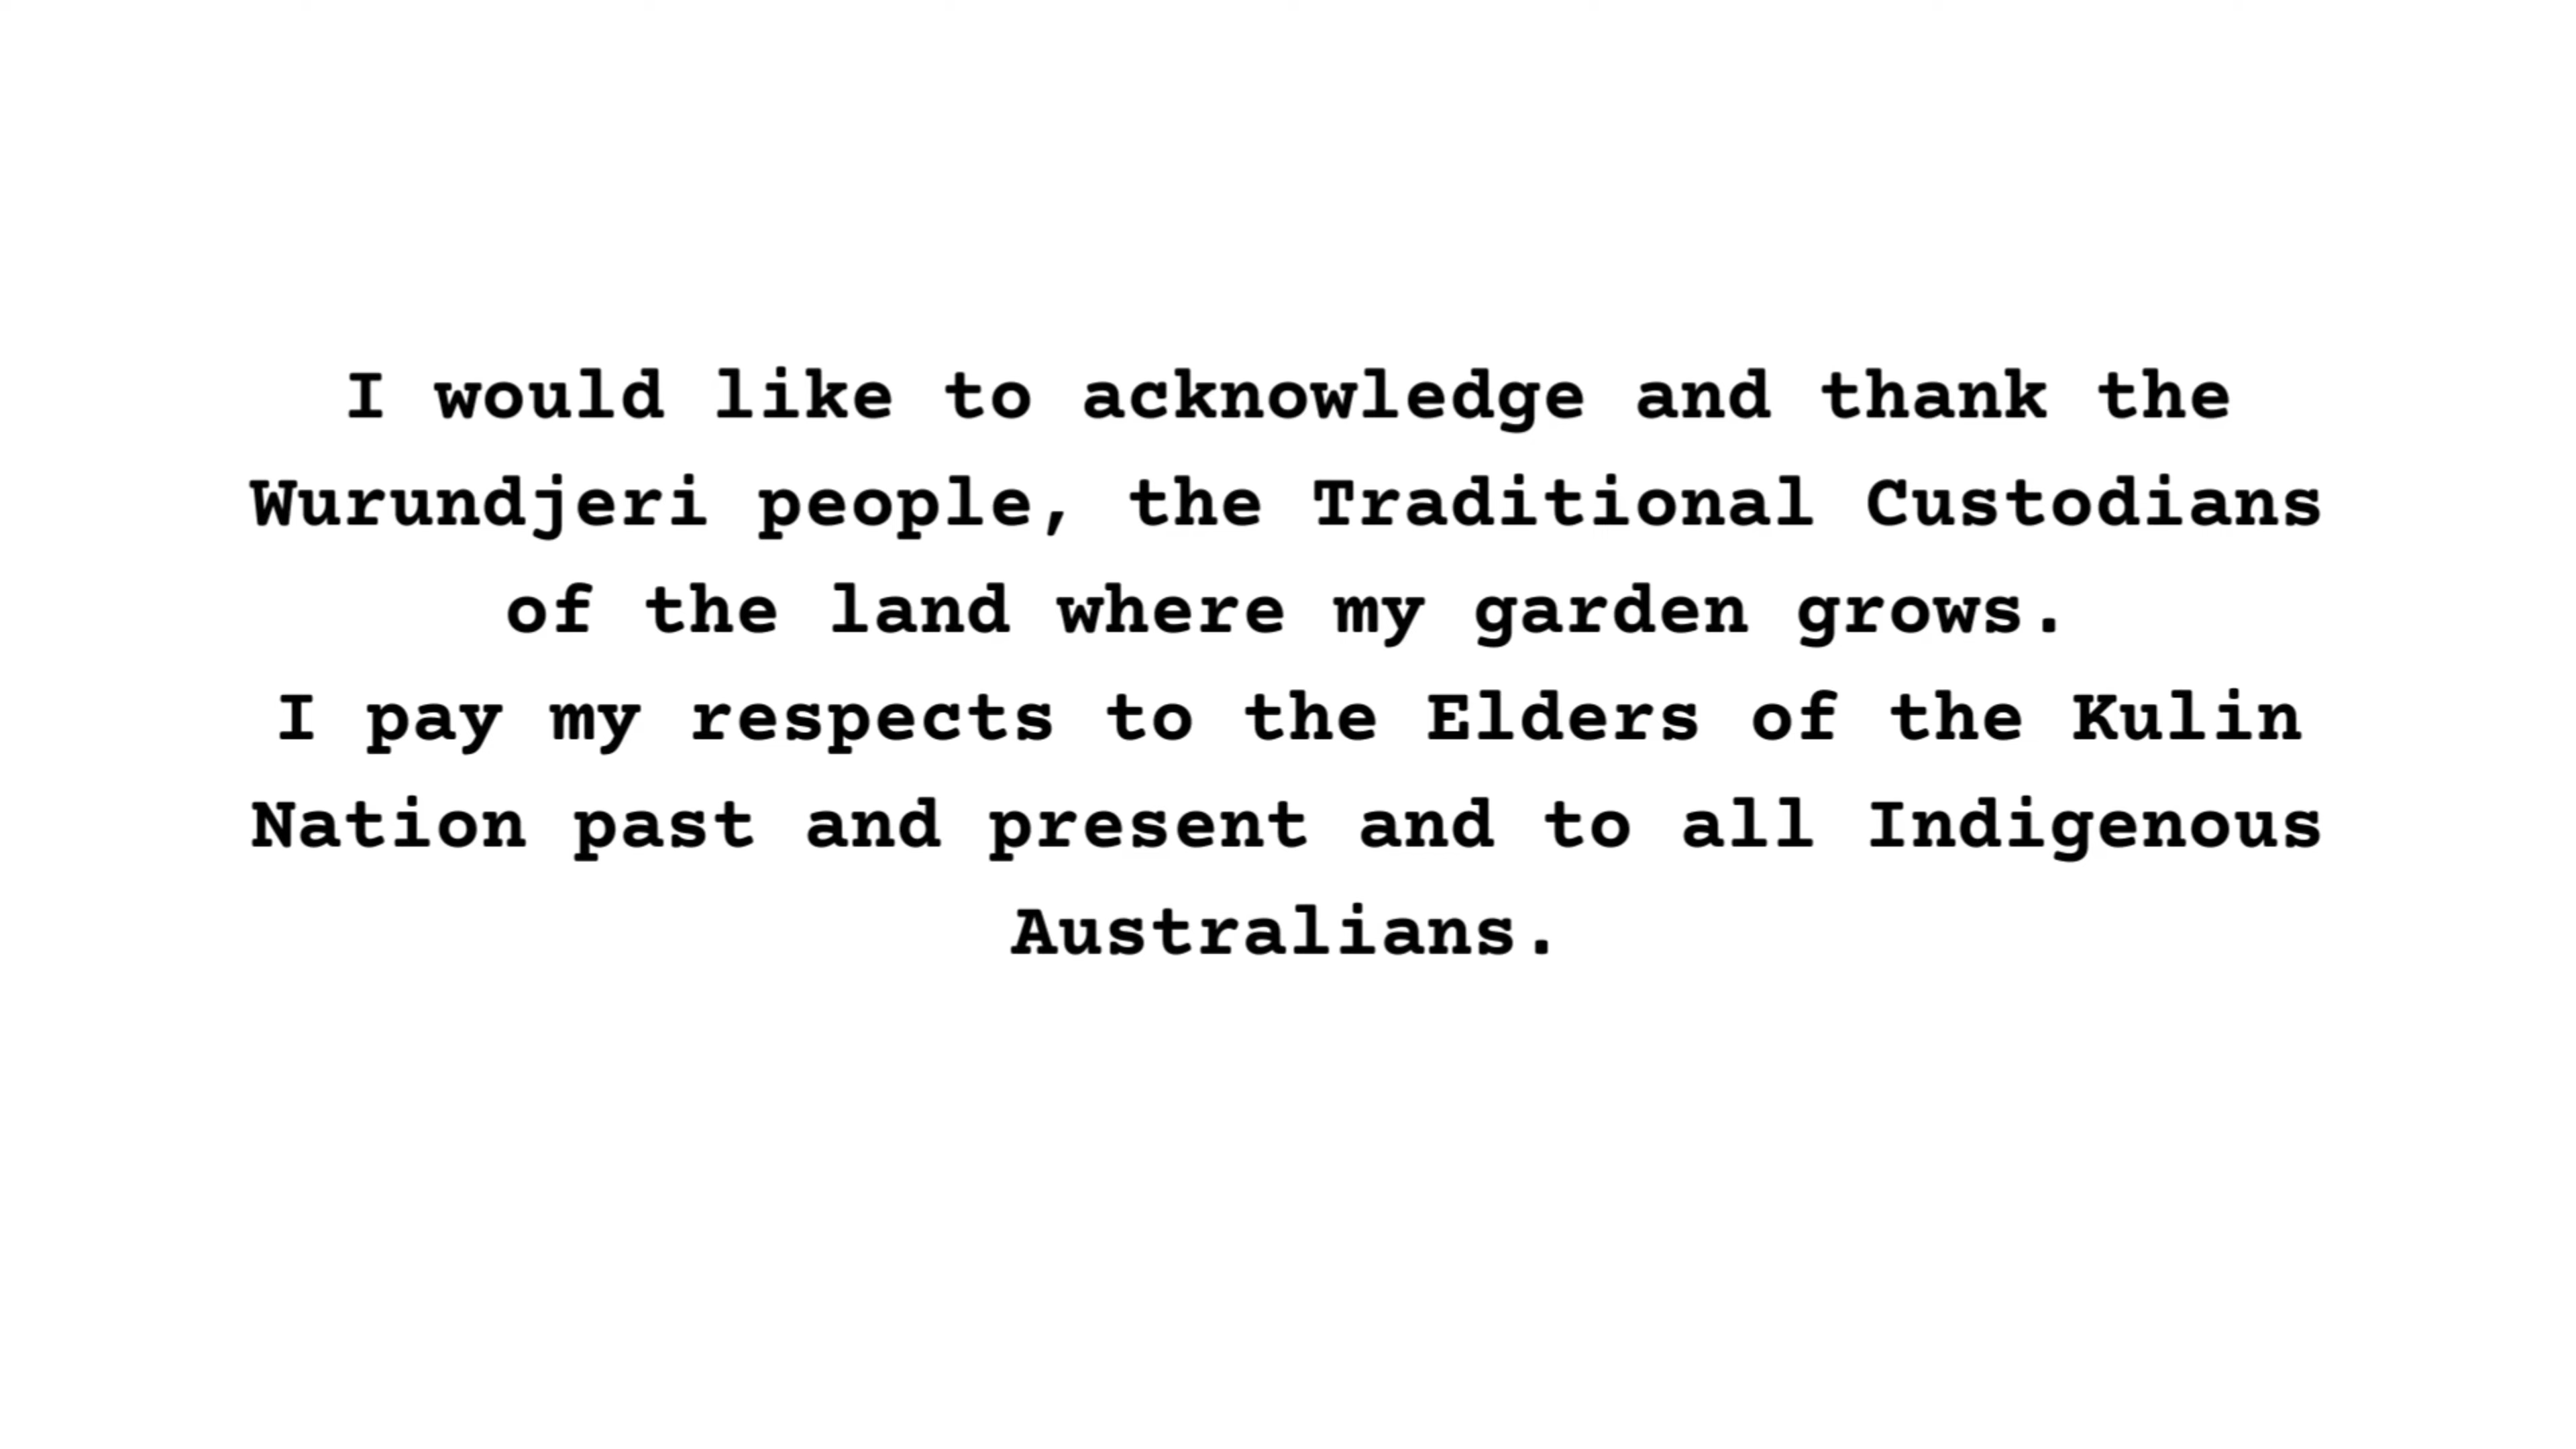 I would like to acknowledge and thank the
Wurundjeri people, the Traditional Custodians
of the land where my garden grows.
I pay my respects to the Elders of the Kulin
Nation past and present and to all Indigenous
Australians.